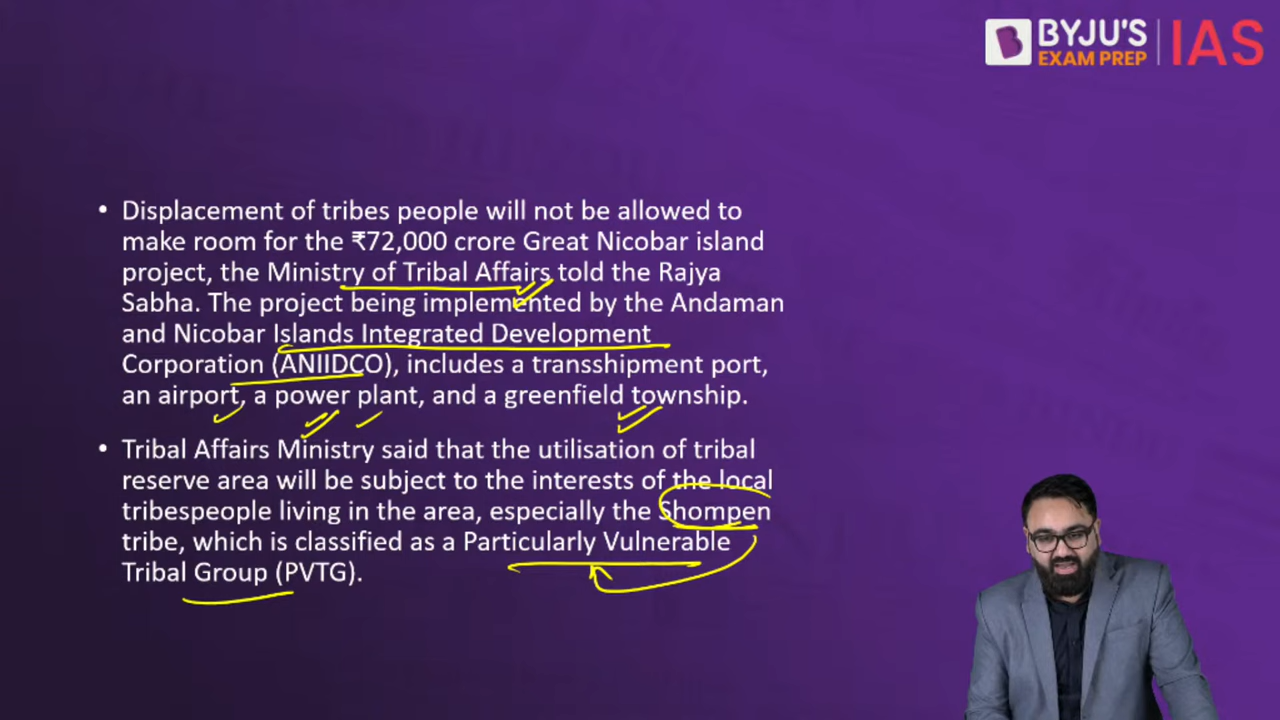 BYJU'S
EXAM PREP
IAS
• Displacement of tribes people will not be allowed to
make room for the ₹72,000 crore Great Nicobar island
project, the Ministry of Tribal Affairs told the Rajya
Sabha. The project being implemented by the Andaman
and Nicobar Islands Integrated Development
Corporation (ANIIDCO), includes a transshipment port,
an airport, a power plant, and a greenfield township.
• Tribal Affairs Ministry said that the utilisation of tribal
reserve area will be subject to the interests of the local
tribespeople living in the area, especially the Shompen
tribe, which is classified as a Particularly Vulnerable
Tribal Group (PVTG).